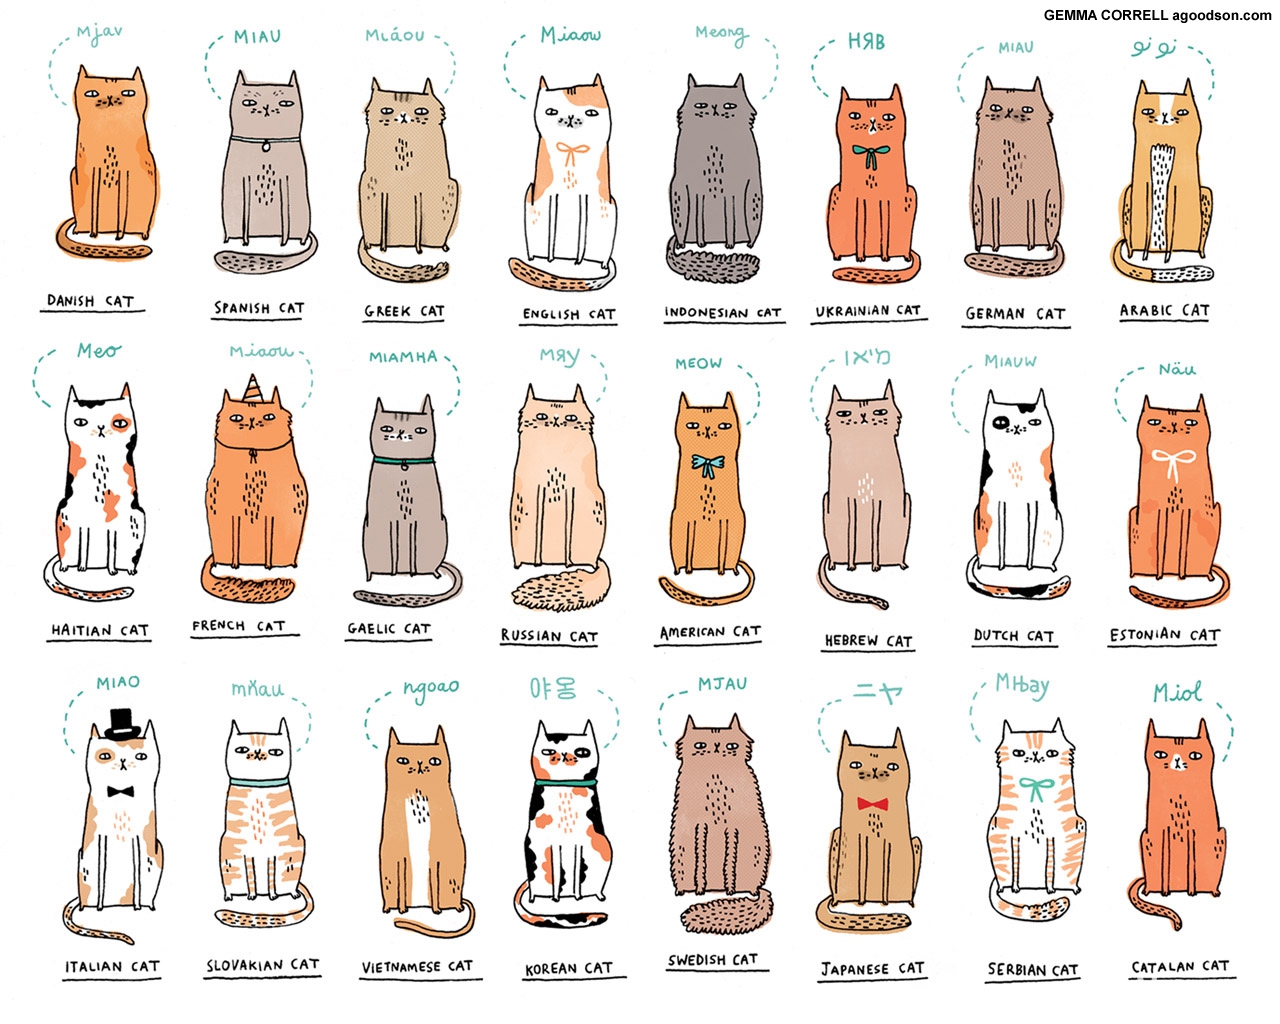 GEMMA CORRELL agoodson.com
Mjav
MIAU
Μιάου
Miaow
Meong
НЯВ
MIAU
نو نو
DANISH CAT
SPANISH CAT
GREEK CAT
ENGLISH CAT
INDONESIAN CAT
UKRAINIAN CAT
GERMAN CAT
ARABIC CAT
Meo
Miaou
MIAMHA
МЯУ
MEOW
מיאו
MIAUW
Näu
HAITIAN CAT
FRENCH CAT
GAELIC CAT
RUSSIAN CAT
AMERICAN CAT
HEBREW CAT
DUTCH CAT
ESTONIAN CAT
MIAO
mňau
ngoao
야옹
MJAU
ニヤ
Мњау
Miol
ITALIAN CAT
SLOVAKIAN CAT
VIETNAMESE CAT
KOREAN CAT
SWEDISH CAT
JAPANESE CAT
SERBIAN CAT
CATALAN CAT